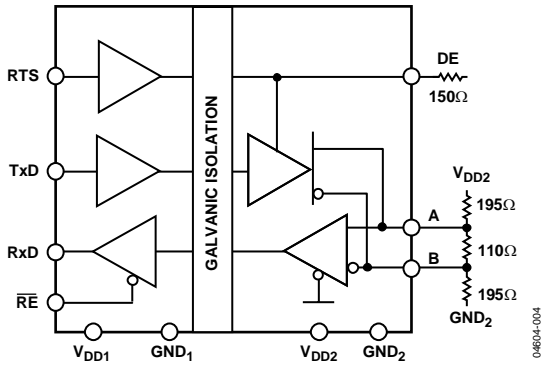 RTS
DE
150Ω
TxD
GALVANIC ISOLATION
VDD2
195Ω
A
110Ω
RxD
B
195Ω
RE
GND2
VDD1
GND1
VDD2
GND2
04604-004